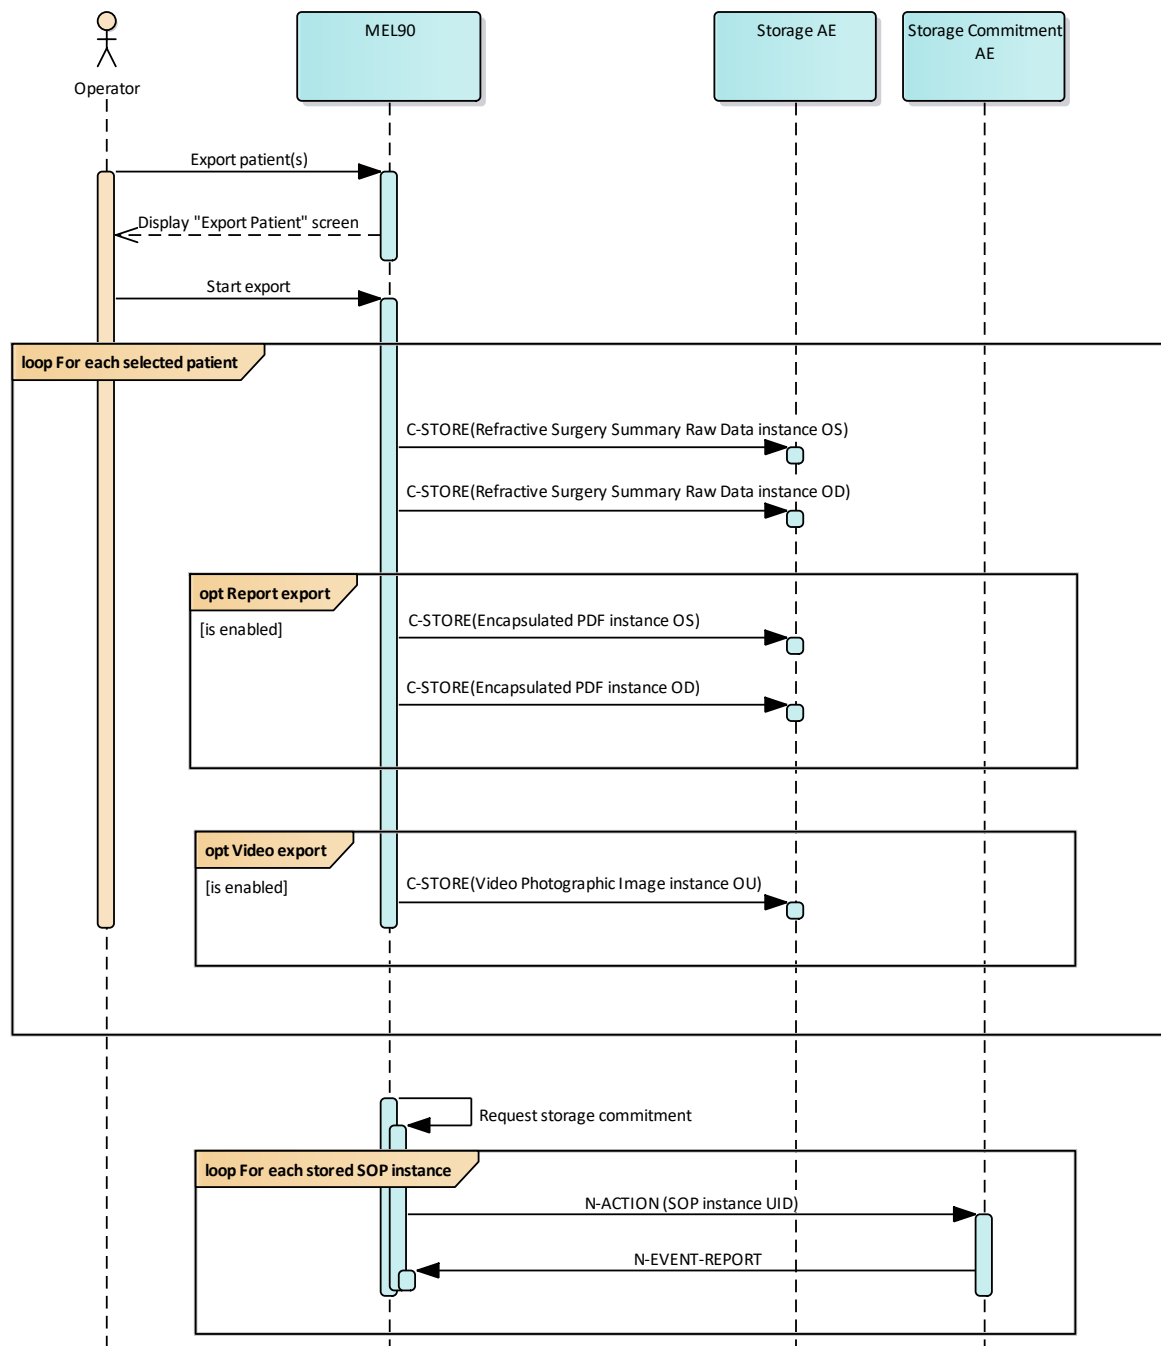 Operator
MEL90
Storage AE
Storage Commitment
AE
Export patient(s)
Display "Export Patient" screen
Start export
loop For each selected patient
C-STORE(Refractive Surgery Summary Raw Data instance OS)
C-STORE(Refractive Surgery Summary Raw Data instance OD)
opt Report export
[is enabled]
C-STORE(Encapsulated PDF instance OS)
C-STORE(Encapsulated PDF instance OD)
opt Video export
[is enabled]
C-STORE(Video Photographic Image instance OU)
Request storage commitment
loop For each stored SOP instance
N-ACTION (SOP instance UID)
N-EVENT-REPORT